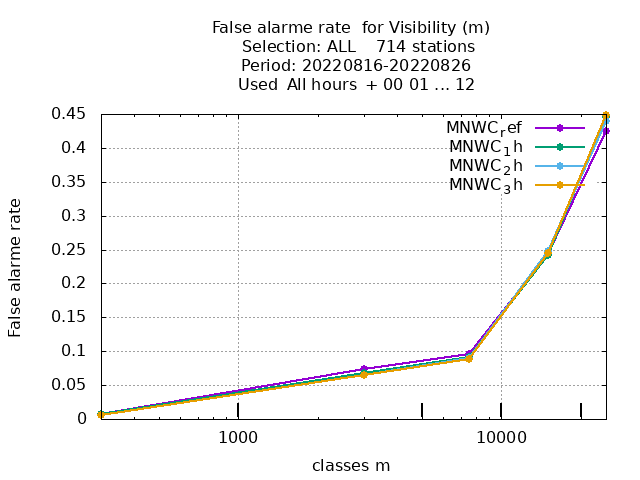 False alarme rate  for Visibility (m)
Selection: ALL    714 stations
Period: 20220816-20220826
Used  All hours  + 00 01 ... 12
0.45
0.4
0.35
0.3
0.25
0.2
0.15
0.1
0.05
0
False alarme rate
MNWC_ref
MNWC_1h
MNWC_2h
MNWC_3h
1000
10000
classes m